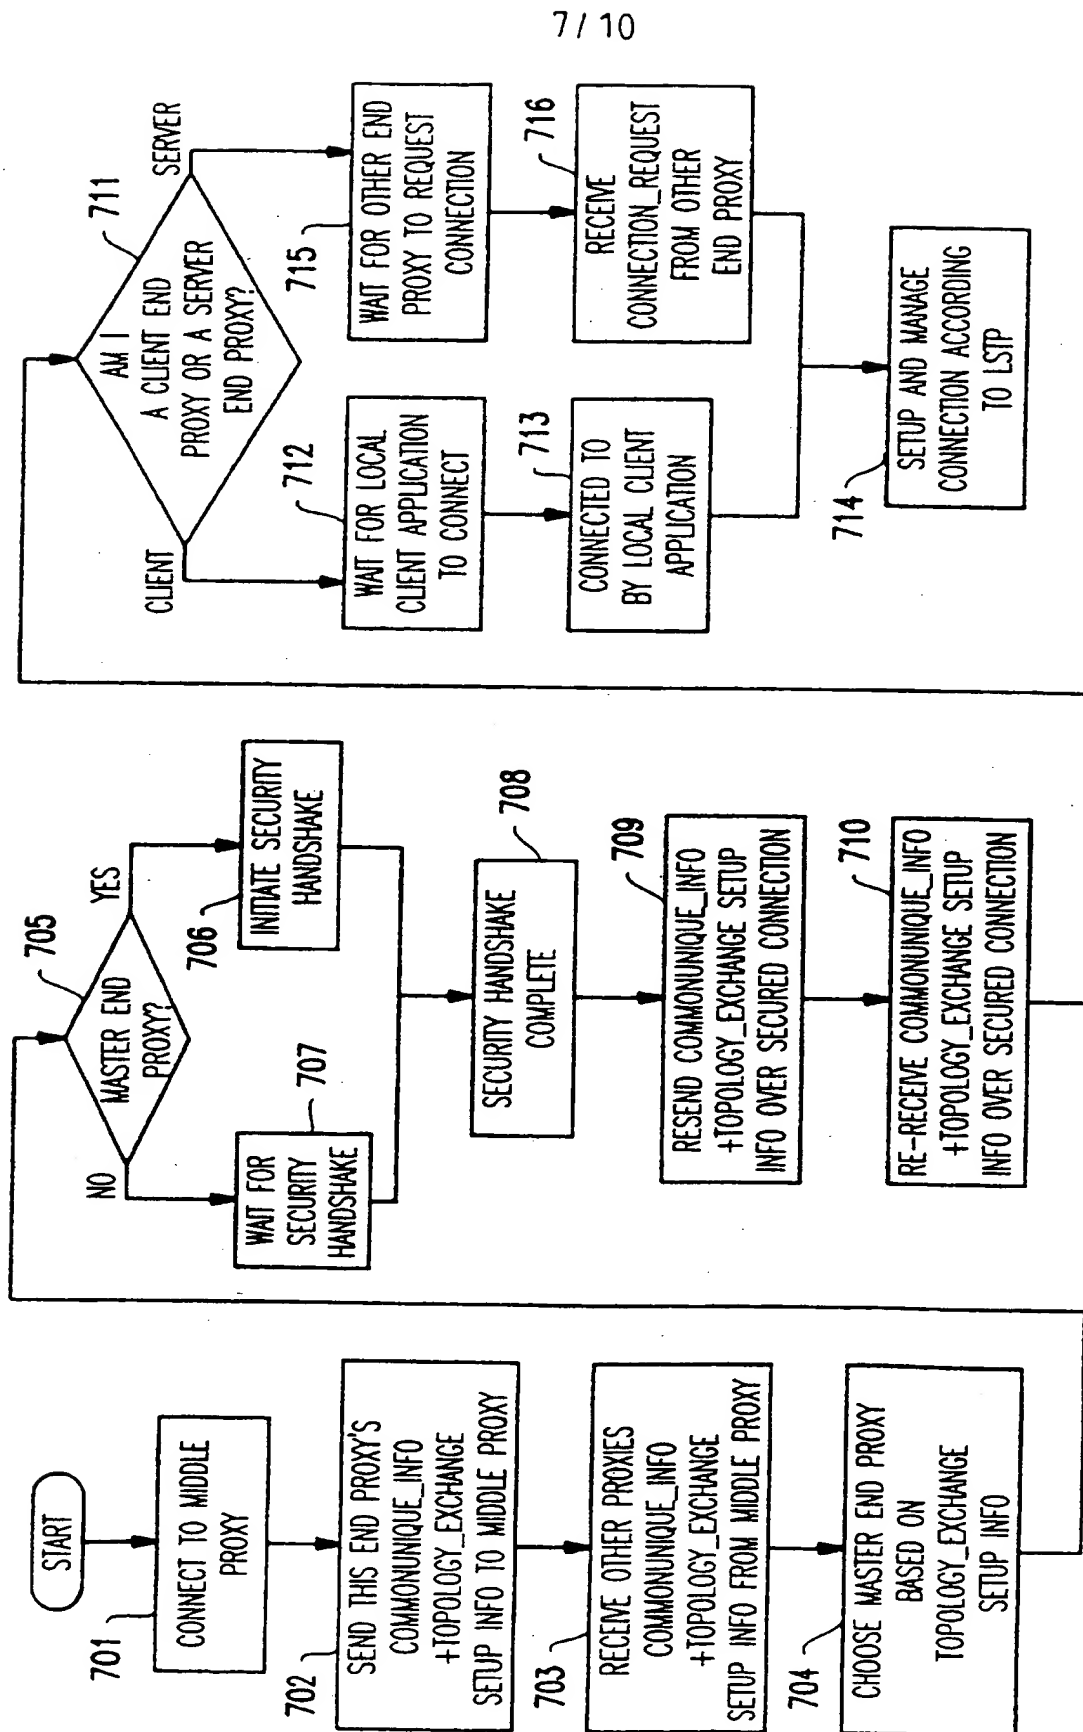 7/10
START
701
CONNECT TO MIDDLE
PROXY
702
SEND THIS END PROXY'S
COMMONUNIQUE_INFO
+TOPOLOGY_EXCHANGE
SETUP INFO TO MIDDLE PROXY
703
RECEIVE OTHER PROXIES
COMMONUNIQUE_INFO
+TOPOLOGY_EXCHANGE
SETUP INFO FROM MIDDLE PROXY
704
CHOOSE MASTER END PROXY
BASED ON
TOPOLOGY_EXCHANGE
SETUP INFO
705
MASTER END
PROXY?
NO
YES
706
INITIATE SECURITY
HANDSHAKE
707
WAIT FOR
SECURITY
HANDSHAKE
708
SECURITY HANDSHAKE
COMPLETE
709
RESEND COMMONUNIQUE_INFO
+TOPOLOGY_EXCHANGE SETUP
INFO OVER SECURED CONNECTION
710
RE-RECEIVE COMMONUNIQUE_INFO
+TOPOLOGY_EXCHANGE SETUP
INFO OVER SECURED CONNECTION
711
AM I
A CLIENT END
PROXY OR A SERVER
END PROXY?
CLIENT
SERVER
712
WAIT FOR LOCAL
CLIENT APPLICATION
TO CONNECT
713
CONNECTED TO
BY LOCAL CLIENT
APPLICATION
715
WAIT FOR OTHER END
PROXY TO REQUEST
CONNECTION
716
RECEIVE
CONNECTION_REQUEST
FROM OTHER
END PROXY
714
SETUP AND MANAGE
CONNECTION ACCORDING
TO LSTP